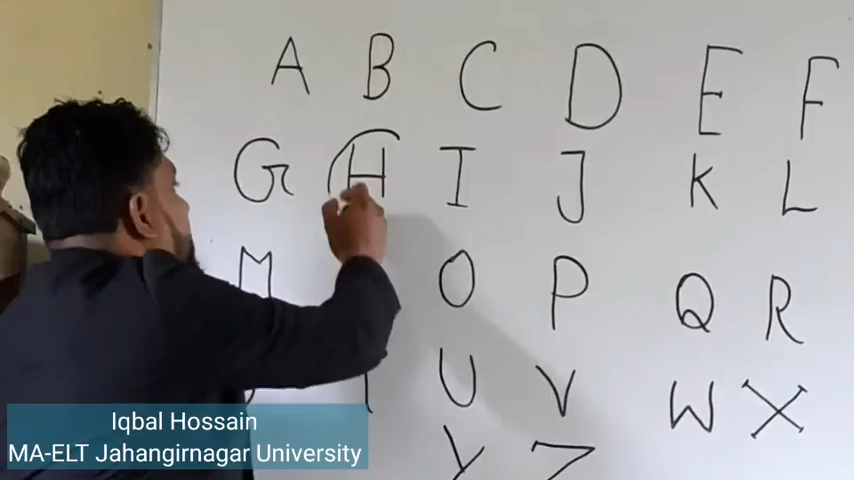 A B C D E F
G H I J K L
M O P Q R
U V W X
Y Z
Iqbal Hossain
MA-ELT Jahangirnagar University